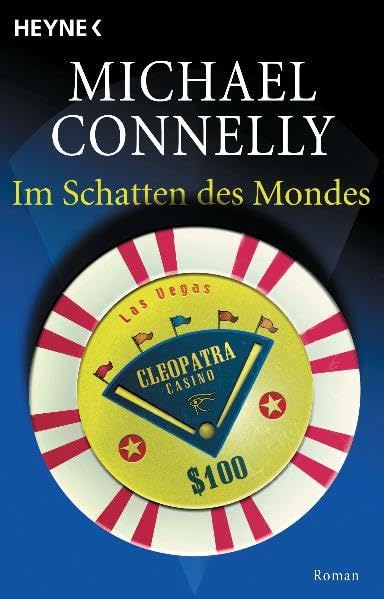 HEYNE <
MICHAEL
CONNELLY
Im Schatten des Mondes
Las Vegas
CLEOPATRA
CASINO
$100
Roman